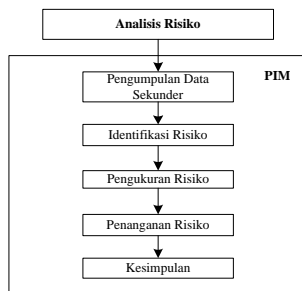 Analisis Risiko
PIM
Pengumpulan Data
Sekunder
Identifikasi Risiko
Pengukuran Risiko
Penanganan Risiko
Kesimpulan